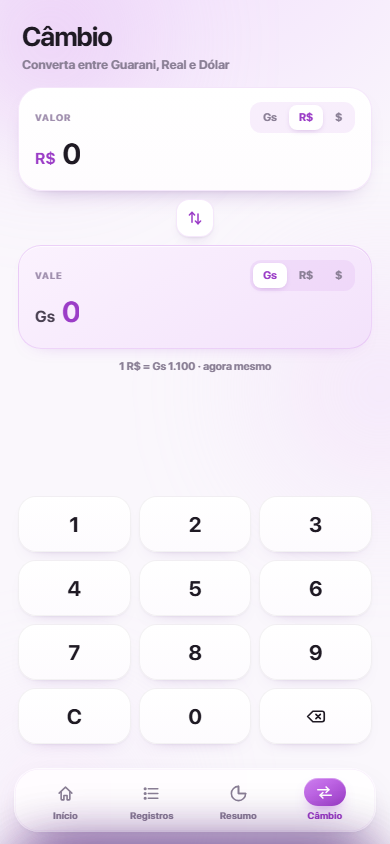 Câmbio
Converta entre Guarani, Real e Dólar
VALOR
Gs R$ $
R$ 0
VALE
Gs R$ $
Gs 0
1 R$ = Gs 1.100 · agora mesmo
1 2 3
4 5 6
7 8 9
C 0
Início Registros Resumo Câmbio